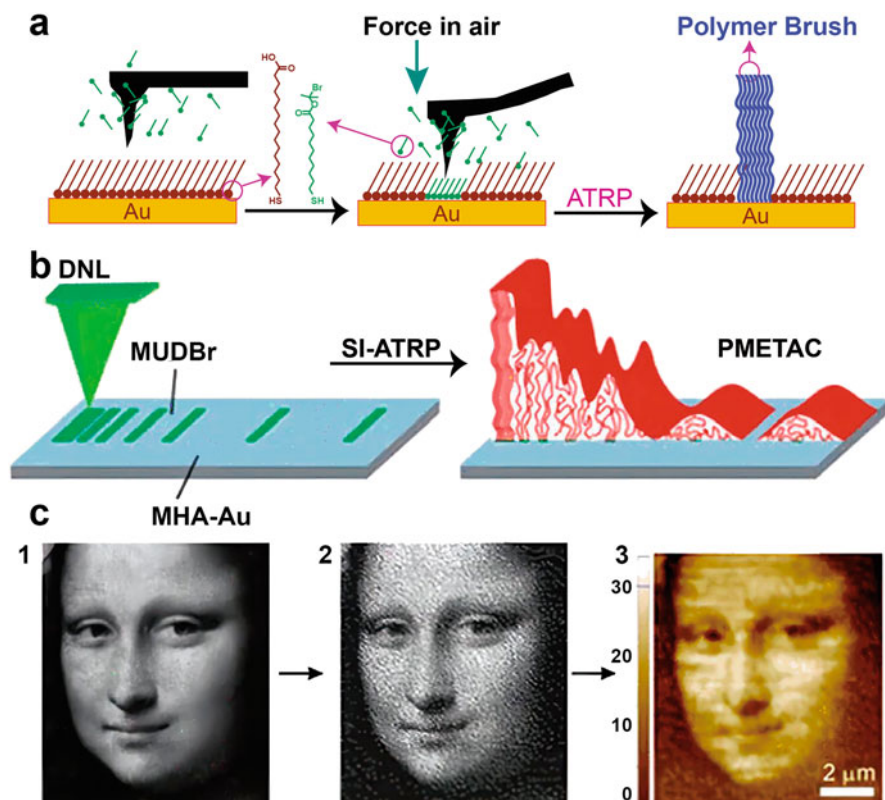 a
Force in air
Polymer Brush
HO
O
Br
O
O
HS
SH
Au
Au
ATRP
Au
b
DNL
MUDBr
SI-ATRP
PMETAC
MHA-Au
c
1
2
3
30
20
10
0
2 μm